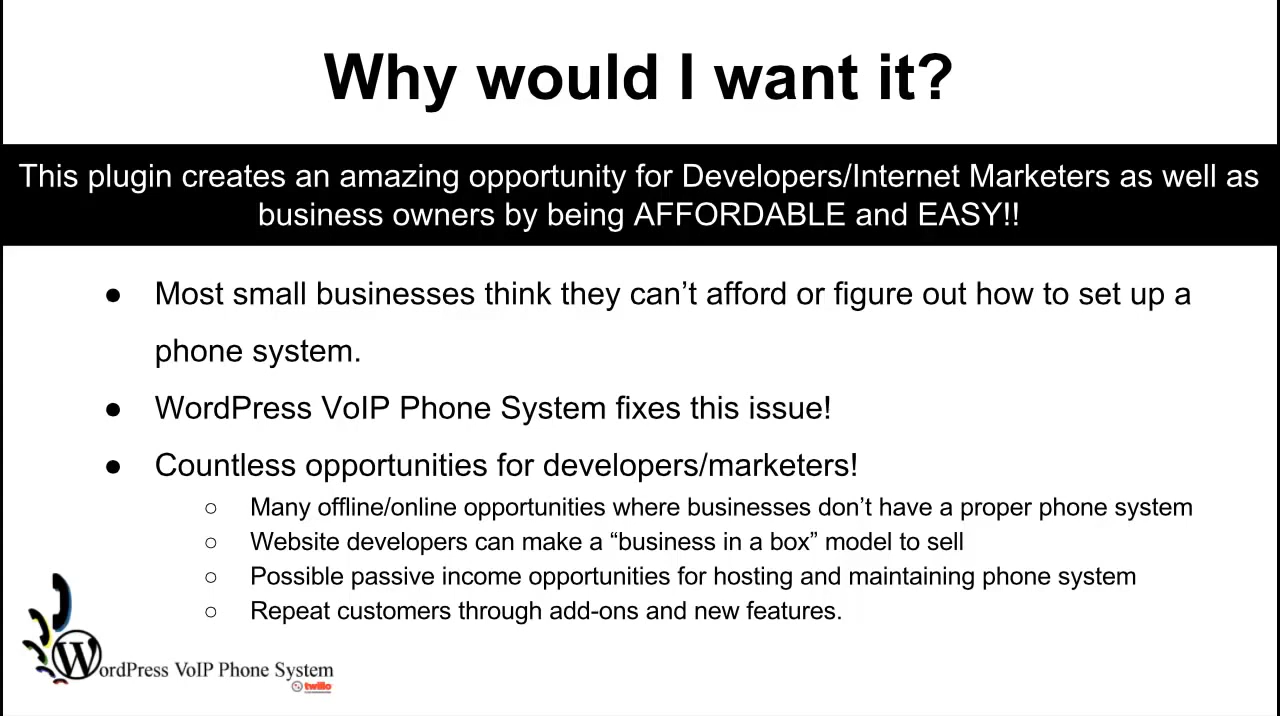 Why would I want it?
This plugin creates an amazing opportunity for Developers/Internet Marketers as well as
business owners by being AFFORDABLE and EASY!!
● Most small businesses think they can’t afford or figure out how to set up a
phone system.
● WordPress VoIP Phone System fixes this issue!
● Countless opportunities for developers/marketers!
○ Many offline/online opportunities where businesses don’t have a proper phone system
○ Website developers can make a “business in a box” model to sell
○ Possible passive income opportunities for hosting and maintaining phone system
○ Repeat customers through add-ons and new features.
WordPress VoIP Phone System
twilio